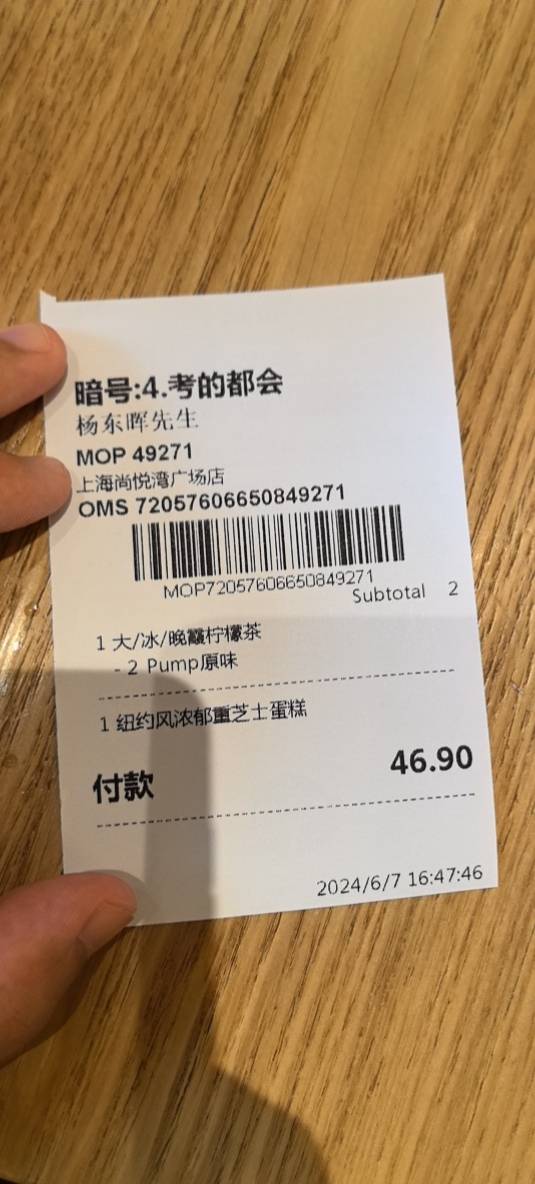 暗号:4.考的都会
杨东晖先生
MOP 49271
上海尚悦湾广场店
OMS 72057606650849271
MOP72057606650849271
Subtotal 2
1 大/冰/晚霞柠檬茶
- 2 Pump原味
1 纽约风浓郁重芝士蛋糕
付款 46.90
2024/6/7 16:47:46